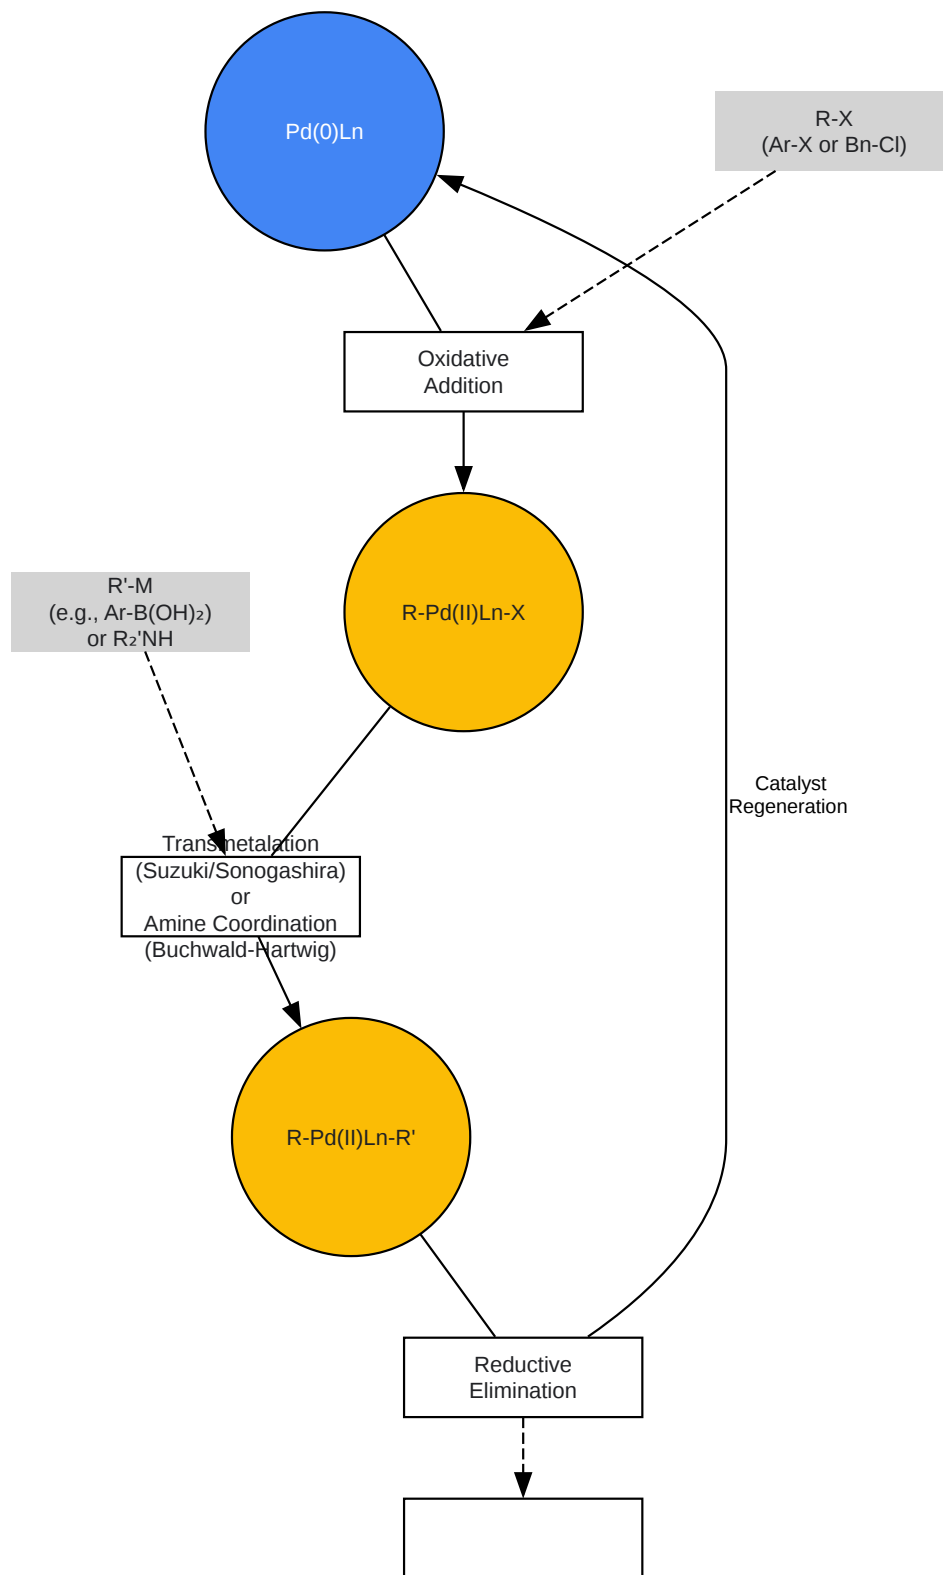 Pd(0)Ln
R-X
(Ar-X or Bn-Cl)
Oxidative
Addition
R-Pd(II)Ln-X
R'-M
(e.g., Ar-B(OH)₂)
or R₂'NH
Catalyst
Regeneration
Transmetalation
(Suzuki/Sonogashira)
or
Amine Coordination
(Buchwald-Hartwig)
R-Pd(II)Ln-R'
Reductive
Elimination